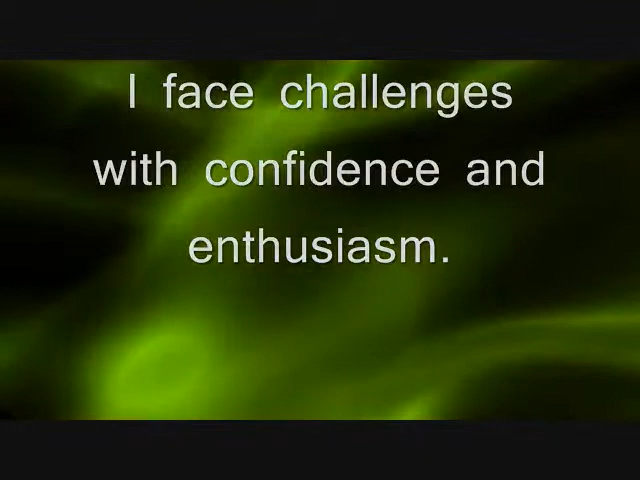 I face challenges
with confidence and
enthusiasm.